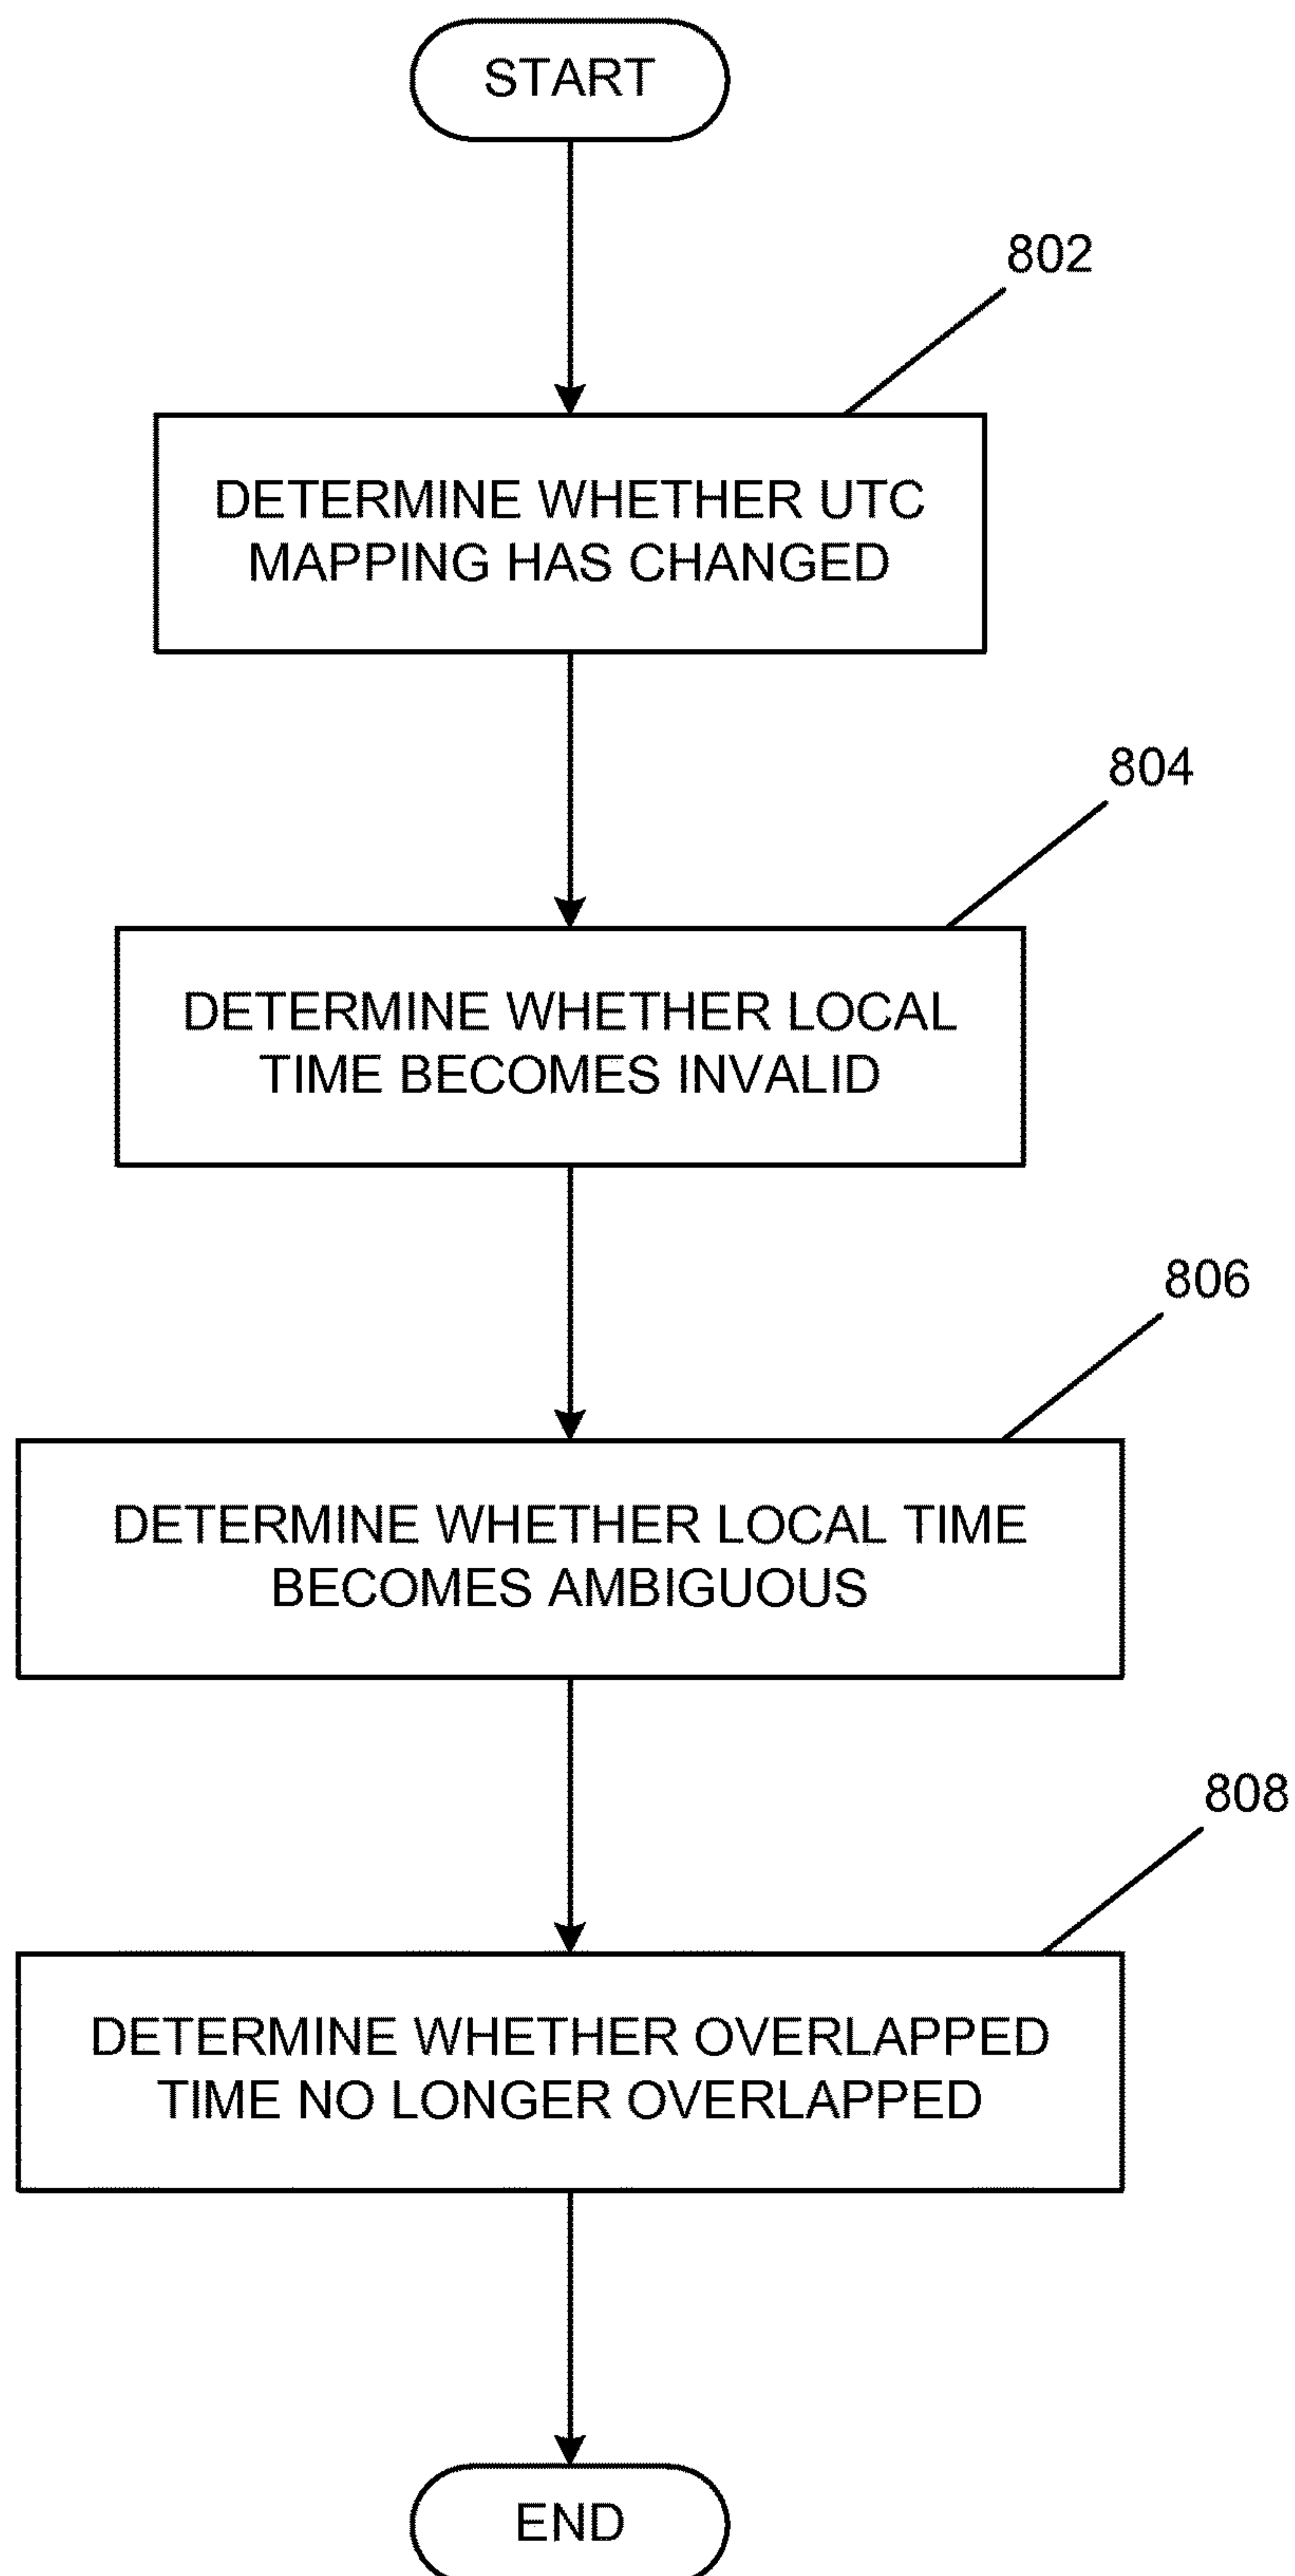 START
802
DETERMINE WHETHER UTC
MAPPING HAS CHANGED
804
DETERMINE WHETHER LOCAL
TIME BECOMES INVALID
806
DETERMINE WHETHER LOCAL TIME
BECOMES AMBIGUOUS
808
DETERMINE WHETHER OVERLAPPED
TIME NO LONGER OVERLAPPED
END